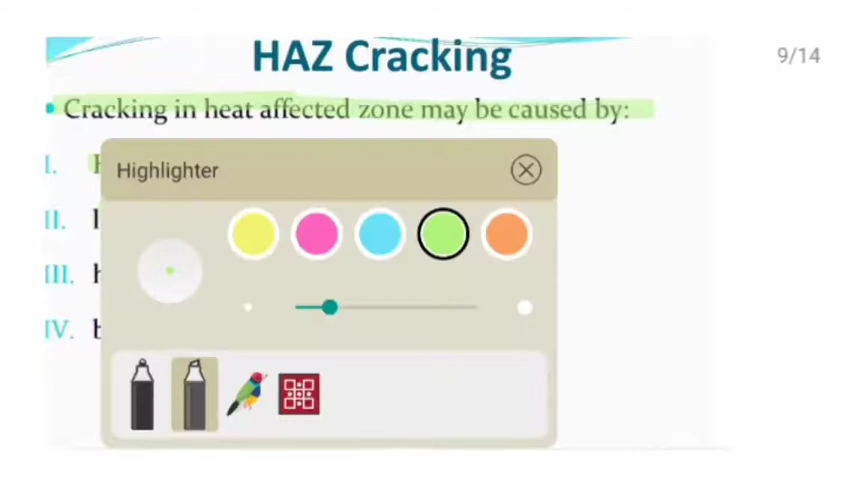 HAZ Cracking
9/14
• Cracking in heat affected zone may be caused by:
I.
Highlighter
II.
III.
IV. b